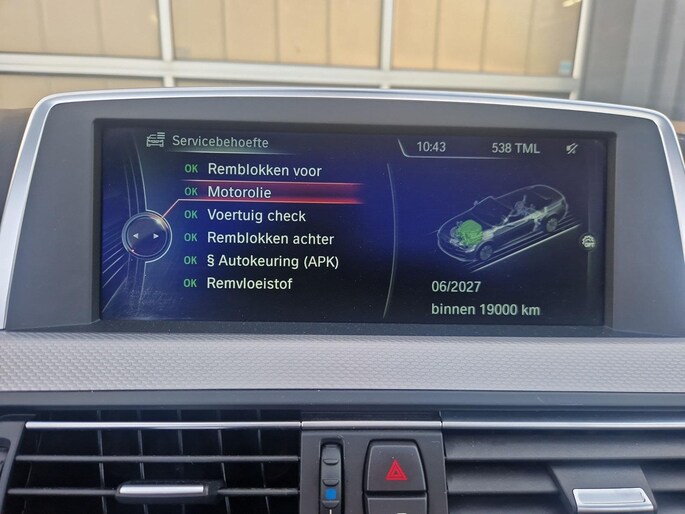 Servicebehoefte
10:43
538 TML
OK Remblokken voor
OK Motorolie
OK Voertuig check
OK Remblokken achter
OK § Autokeuring (APK)
OK Remvloeistof
06/2027
binnen 19000 km
OFF